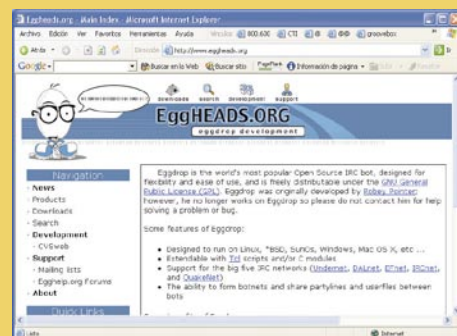 Eggheads.org - Main Index - Microsoft Internet Explorer
Archivo Edición Ver Favoritos Herramientas Ayuda Vínculos 800,600 CTI groovebox
Atrás Dirección http://www.eggheads.org
Google Buscar en la Web Buscar sitio PageRank Información de página
downloads search development support
EggHEADS.ORG
eggdrop development
Navigation
· News
· Products
· Downloads
· Search
· Development
· CVSweb
· Support
· Mailing lists
· Egghelp.org Forums
· About
Quick Links
Eggdrop is the world's most popular Open Source IRC bot, designed for
flexibility and ease of use, and is freely distributable under the GNU General
Public License (GPL). Eggdrop was originally developed by Robey Pointer;
however, he no longer works on Eggdrop so please do not contact him for help
solving a problem or bug.
Some features of Eggdrop:
• Designed to run on Linux, *BSD, SunOs, Windows, Mac OS X, etc ...
• Extendable with Tcl scripts and/or C modules
• Support for the big five IRC networks (Undernet, DALnet, EFnet, IRCnet,
and QuakeNet)
• The ability to form botnets and share partylines and userfiles between
bots
Listo Internet